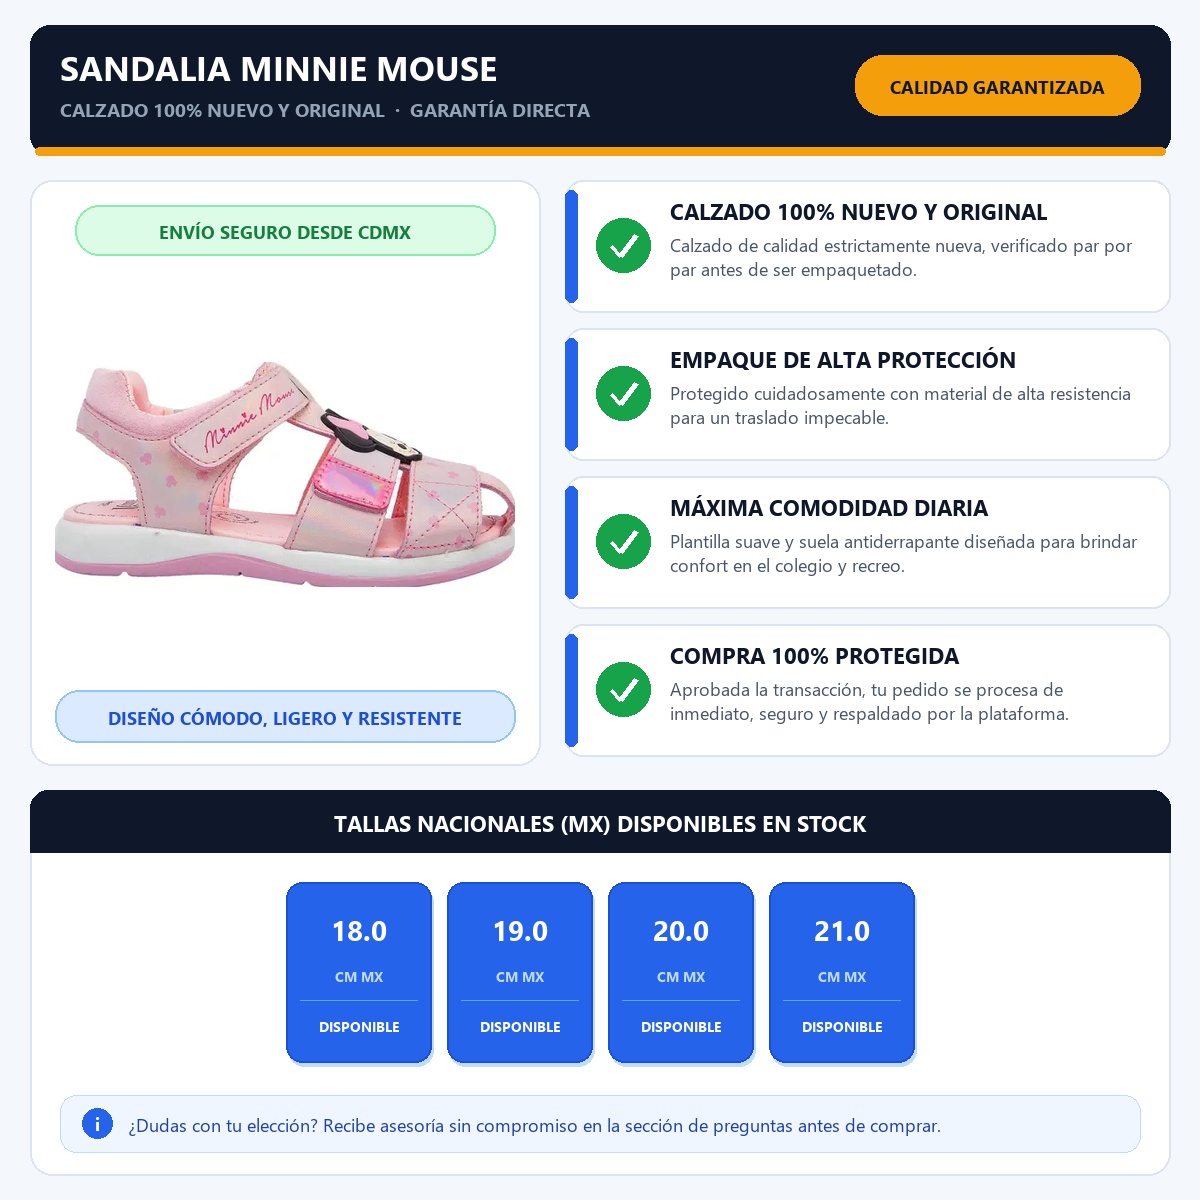 SANDALIA MINNIE MOUSE
CALZADO 100% NUEVO Y ORIGINAL · GARANTÍA DIRECTA
CALIDAD GARANTIZADA
ENVÍO SEGURO DESDE CDMX
Minnie Mouse
DISEÑO CÓMODO, LIGERO Y RESISTENTE
CALZADO 100% NUEVO Y ORIGINAL
Calzado de calidad estrictamente nueva, verificado par por
par antes de ser empaquetado.
EMPAQUE DE ALTA PROTECCIÓN
Protegido cuidadosamente con material de alta resistencia
para un traslado impecable.
MÁXIMA COMODIDAD DIARIA
Plantilla suave y suela antiderrapante diseñada para brindar
confort en el colegio y recreo.
COMPRA 100% PROTEGIDA
Aprobada la transacción, tu pedido se procesa de
inmediato, seguro y respaldado por la plataforma.
TALLAS NACIONALES (MX) DISPONIBLES EN STOCK
18.0
CM MX
DISPONIBLE
19.0
CM MX
DISPONIBLE
20.0
CM MX
DISPONIBLE
21.0
CM MX
DISPONIBLE
¿Dudas con tu elección? Recibe asesoría sin compromiso en la sección de preguntas antes de comprar.